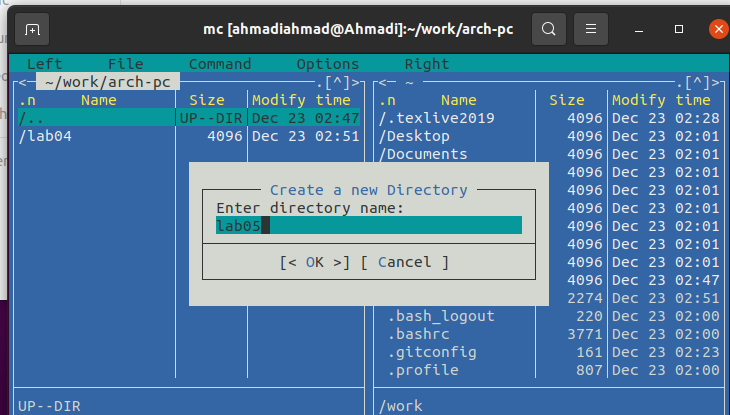 mc [ahmadiahmad@Ahmadi]:~/work/arch-pc
Left File Command Options Right
<─ ~/work/arch-pc .[^]>
.n Name Size Modify time
/.. UP--DIR Dec 23 02:47
/lab04 4096 Dec 23 02:51
UP--DIR
<─ ~ .[^]>
.n Name Size Modify time
/.texlive2019 4096 Dec 23 02:28
/Desktop 4096 Dec 23 02:01
/Documents 4096 Dec 23 02:01
4096 Dec 23 02:01
4096 Dec 23 02:01
4096 Dec 23 02:01
4096 Dec 23 02:01
4096 Dec 23 02:01
4096 Dec 23 02:01
4096 Dec 23 02:47
2274 Dec 23 02:51
.bash_logout 220 Dec 23 02:00
.bashrc 3771 Dec 23 02:00
.gitconfig 161 Dec 23 02:23
.profile 807 Dec 23 02:00
/work
Create a new Directory
Enter directory name:
lab05
[< OK >] [ Cancel ]